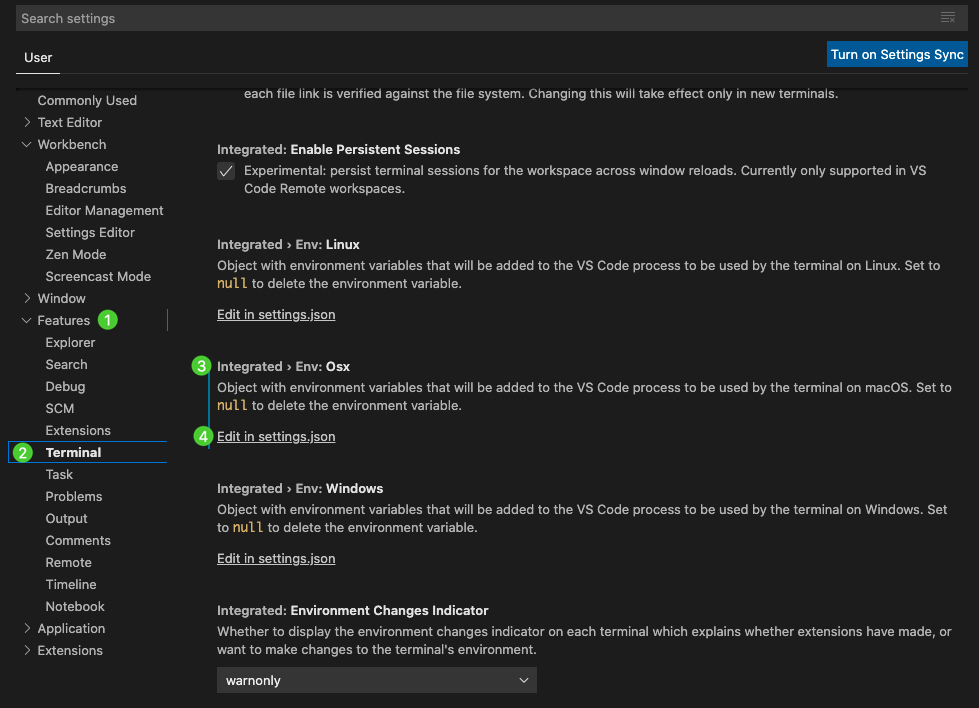 Search settings
User
Turn on Settings Sync
Commonly Used
Text Editor
Workbench
Appearance
Breadcrumbs
Editor Management
Settings Editor
Zen Mode
Screencast Mode
Window
Features 1
Explorer
Search
Debug
SCM
Extensions
2 Terminal
Task
Problems
Output
Comments
Remote
Timeline
Notebook
Application
Extensions
each file link is verified against the file system. Changing this will take effect only in new terminals.
Integrated: Enable Persistent Sessions
Experimental: persist terminal sessions for the workspace across window reloads. Currently only supported in VS
Code Remote workspaces.
Integrated › Env: Linux
Object with environment variables that will be added to the VS Code process to be used by the terminal on Linux. Set to
null to delete the environment variable.
Edit in settings.json
3 Integrated › Env: Osx
Object with environment variables that will be added to the VS Code process to be used by the terminal on macOS. Set to
null to delete the environment variable.
4 Edit in settings.json
Integrated › Env: Windows
Object with environment variables that will be added to the VS Code process to be used by the terminal on Windows. Set
to null to delete the environment variable.
Edit in settings.json
Integrated: Environment Changes Indicator
Whether to display the environment changes indicator on each terminal which explains whether extensions have made, or
want to make changes to the terminal's environment.
warnonly